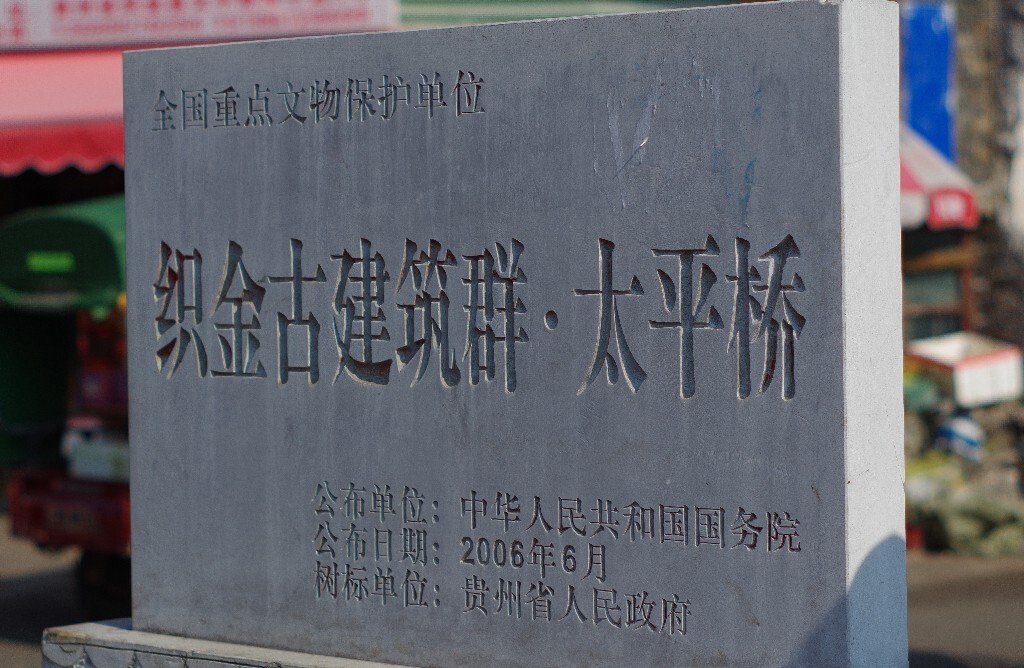 全国重点文物保护单位
织金古建筑群·太平桥
公布单位：中华人民共和国国务院
公布日期：2006年6月
树标单位：贵州省人民政府